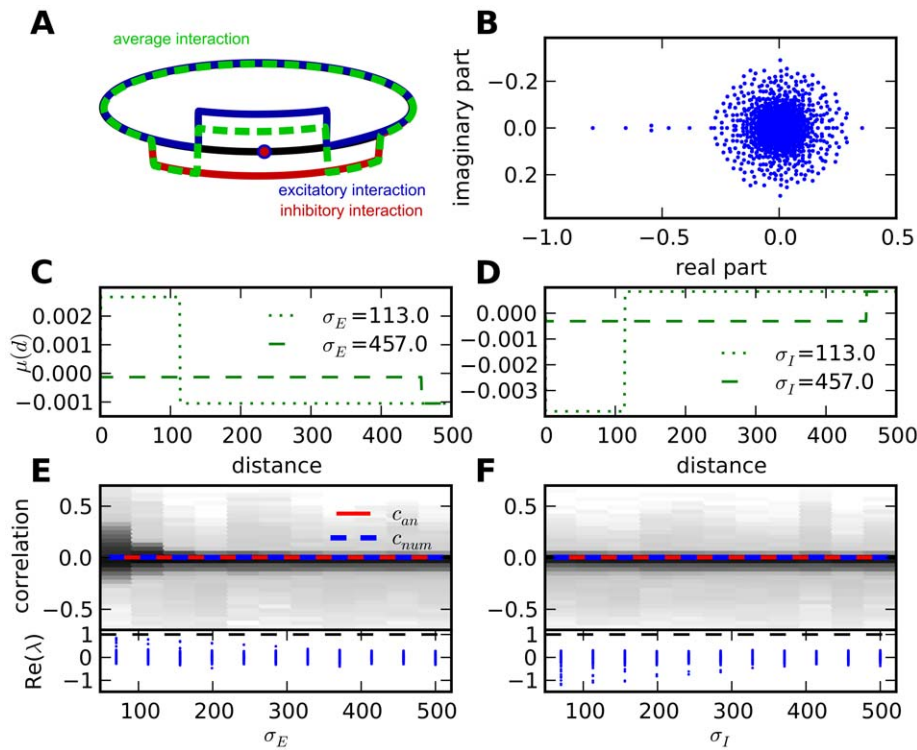 A
average interaction
excitatory interaction
inhibitory interaction
B
imaginary part
−0.2
0.0
0.2
−1.0 −0.5 0.0 0.5
real part
C
μ(d)
0.002
0.001
−0.000
−0.001
σE=113.0
σE=457.0
0 100 200 300 400 500
distance
D
0.000
−0.001
−0.002
−0.003
σI=113.0
σI=457.0
0 100 200 300 400 500
distance
E
correlation
0.5
0.0
−0.5
c_an
c_num
Re(λ)
1
0
−1
100 200 300 400 500
σE
F
0.5
0.0
−0.5
1
0
−1
100 200 300 400 500
σI